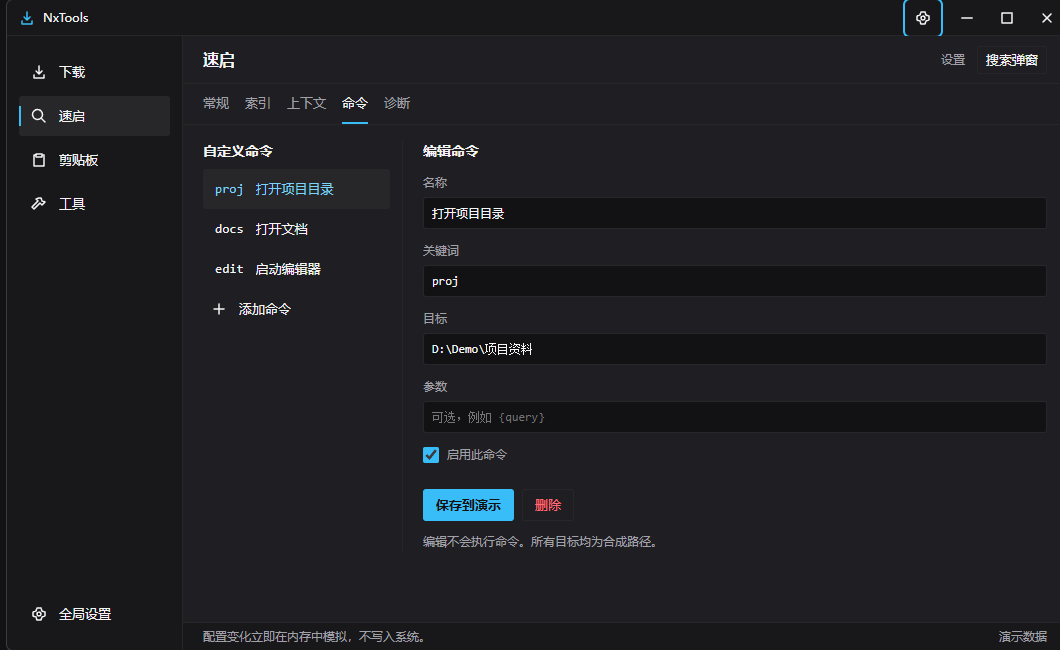 NxTools
下载
速启
剪贴板
工具
全局设置
速启
设置
搜索弹窗
常规 索引 上下文 命令 诊断
自定义命令
proj 打开项目目录
docs 打开文档
edit 启动编辑器
添加命令
编辑命令
名称
打开项目目录
关键词
proj
目标
D:\Demo\项目资料
参数
可选，例如 {query}
启用此命令
保存到演示 删除
编辑不会执行命令。所有目标均为合成路径。
配置变化立即在内存中模拟，不写入系统。
演示数据